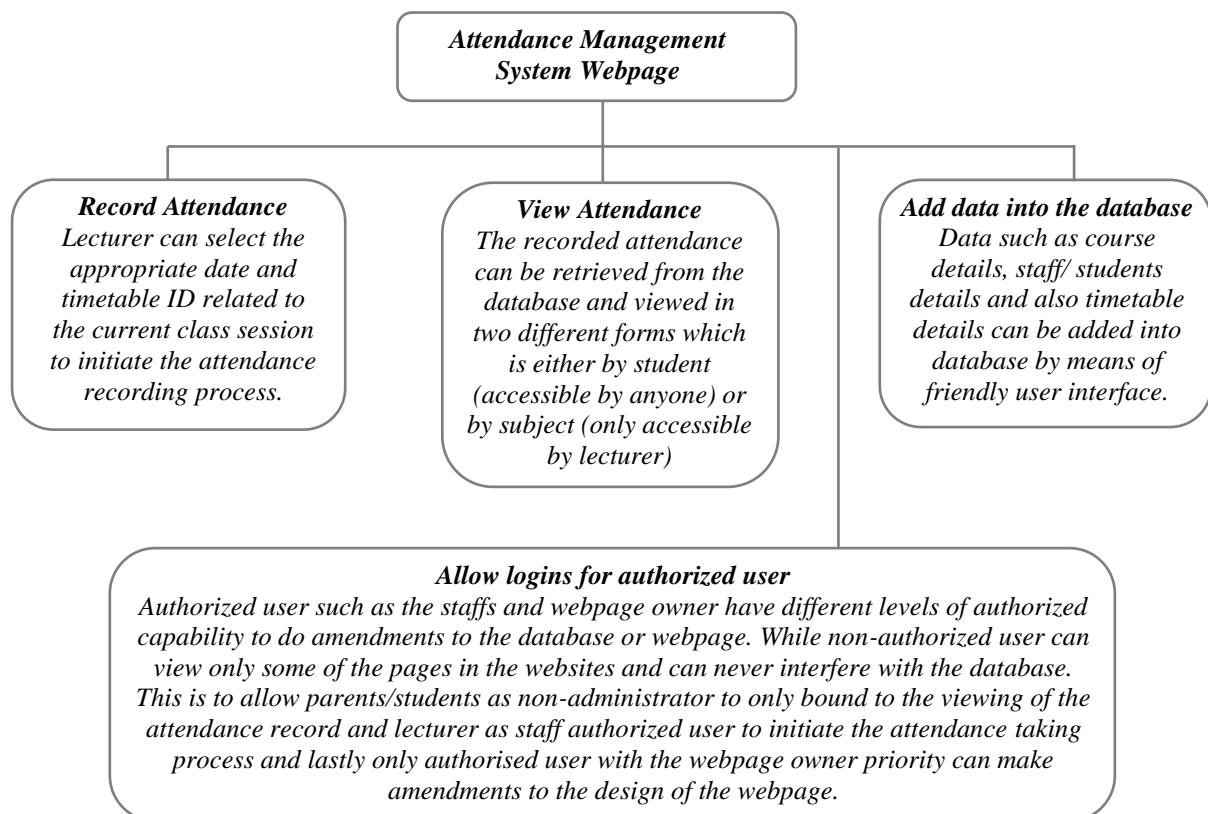 Attendance Management
System Webpage
Record Attendance
Lecturer can select the
appropriate date and
timetable ID related to
the current class session
to initiate the attendance
recording process.
View Attendance
The recorded attendance
can be retrieved from the
database and viewed in
two different forms which
is either by student
(accessible by anyone) or
by subject (only accessible
by lecturer)
Add data into the database
Data such as course
details, staff/ students
details and also timetable
details can be added into
database by means of
friendly user interface.
Allow logins for authorized user
Authorized user such as the staffs and webpage owner have different levels of authorized
capability to do amendments to the database or webpage. While non-authorized user can
view only some of the pages in the websites and can never interfere with the database.
This is to allow parents/students as non-administrator to only bound to the viewing of the
attendance record and lecturer as staff authorized user to initiate the attendance taking
process and lastly only authorised user with the webpage owner priority can make
amendments to the design of the webpage.